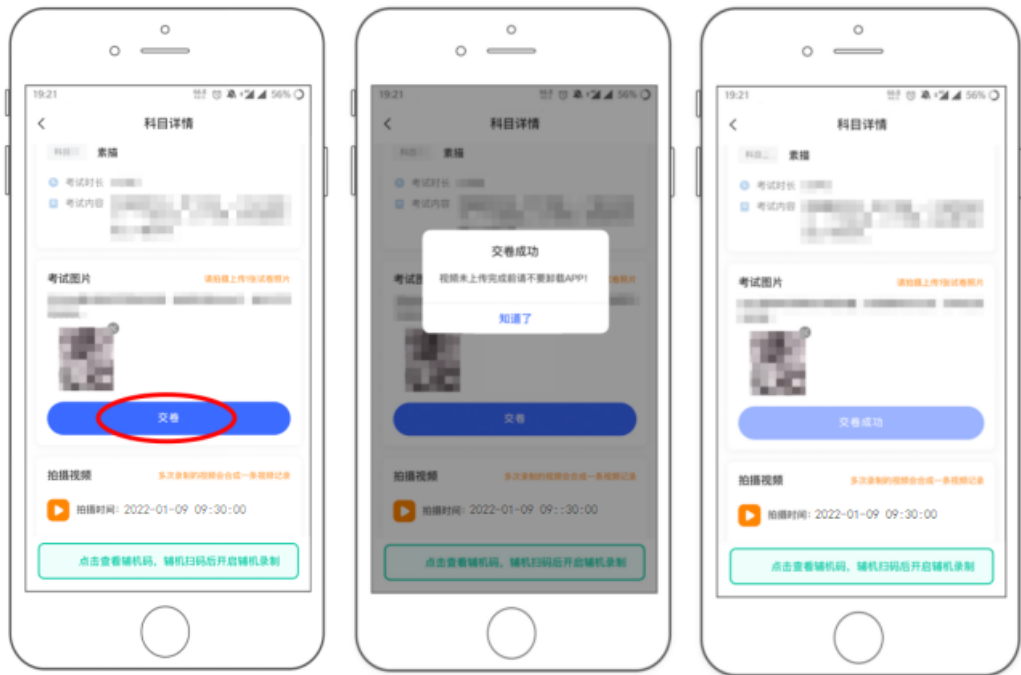 19:21
56%
科目详情
素描
考试时长
考试内容
考试图片
请拍摄上传1张试卷照片
交卷
拍摄视频
多次录制的视频会合成一条视频记录
拍摄时间: 2022-01-09 09:30:00
点击查看辅机码，辅机扫码后开启辅机录制
19:21
56%
科目详情
素描
考试时长
考试内容
交卷成功
视频未上传完成前请不要卸载APP!
知道了
交卷
拍摄视频
多次录制的视频会合成一条视频记录
拍摄时间: 2022-01-09 09::30:00
点击查看辅机码，辅机扫码后开启辅机录制
19:21
56%
科目详情
素描
考试时长
考试内容
考试图片
请拍摄上传1张试卷照片
交卷成功
拍摄视频
多次录制的视频会合成一条视频记录
拍摄时间: 2022-01-09 09:30:00
点击查看辅机码，辅机扫码后开启辅机录制